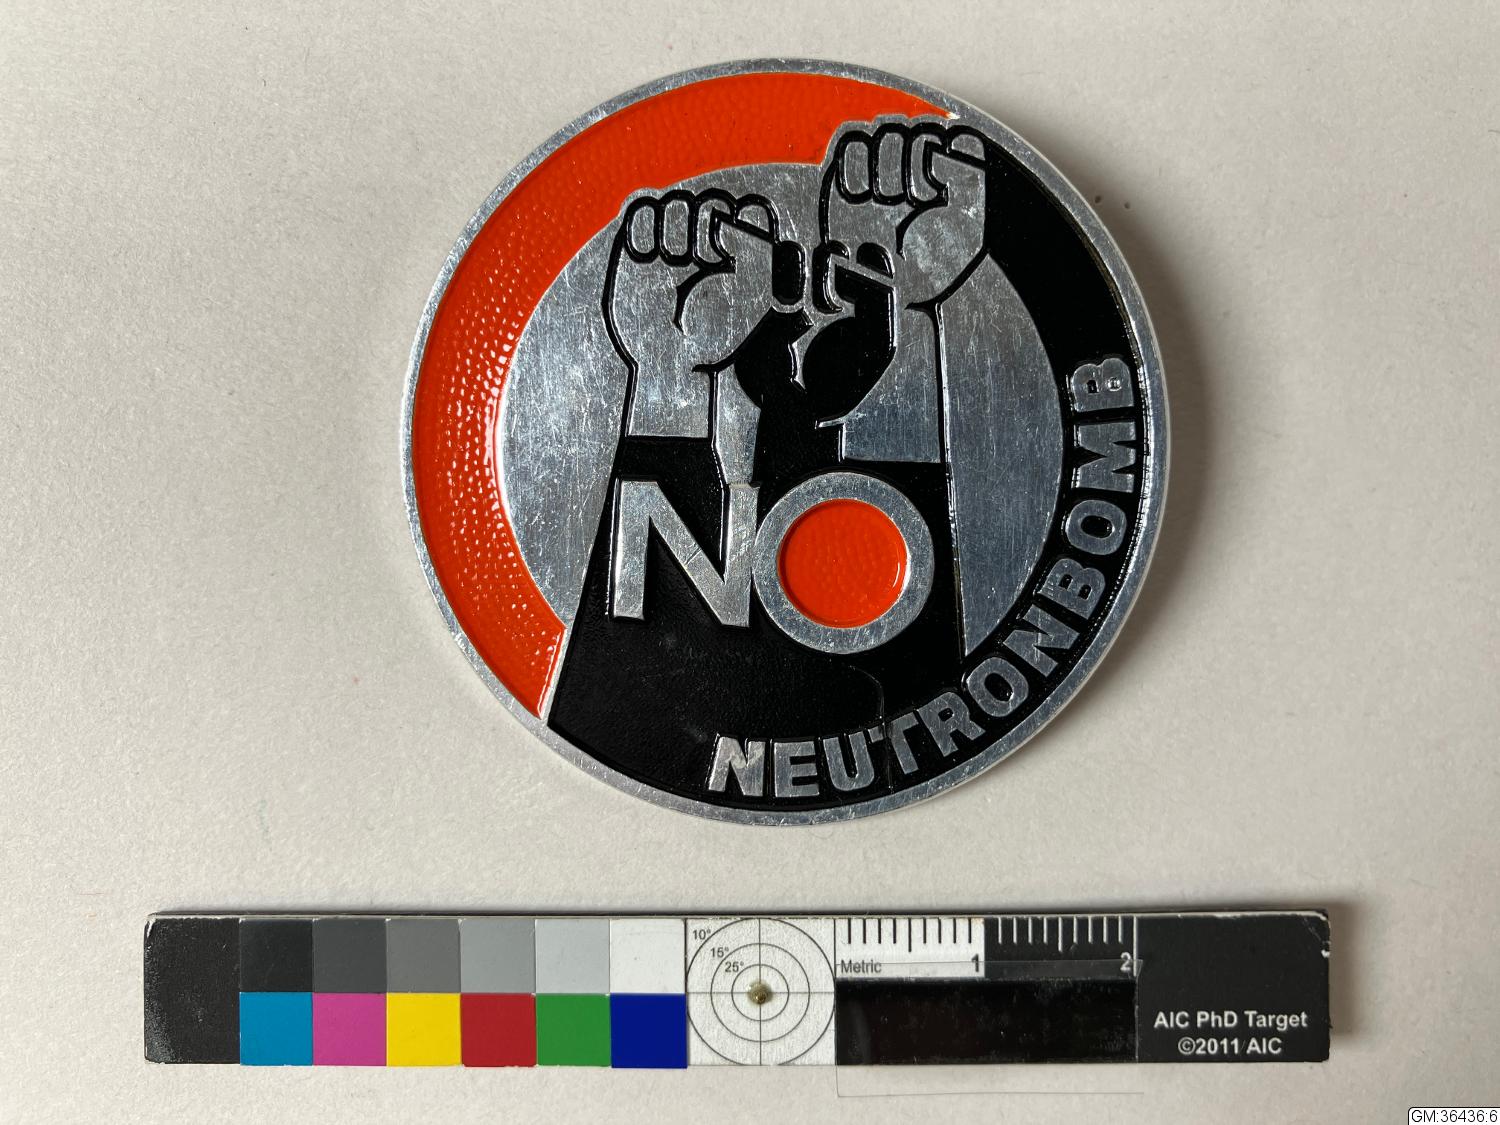 NO
NEUTRONBOMB
10°
15°
25°
Metric 1 2
AIC PhD Target
©2011 AIC
GM:36436:6